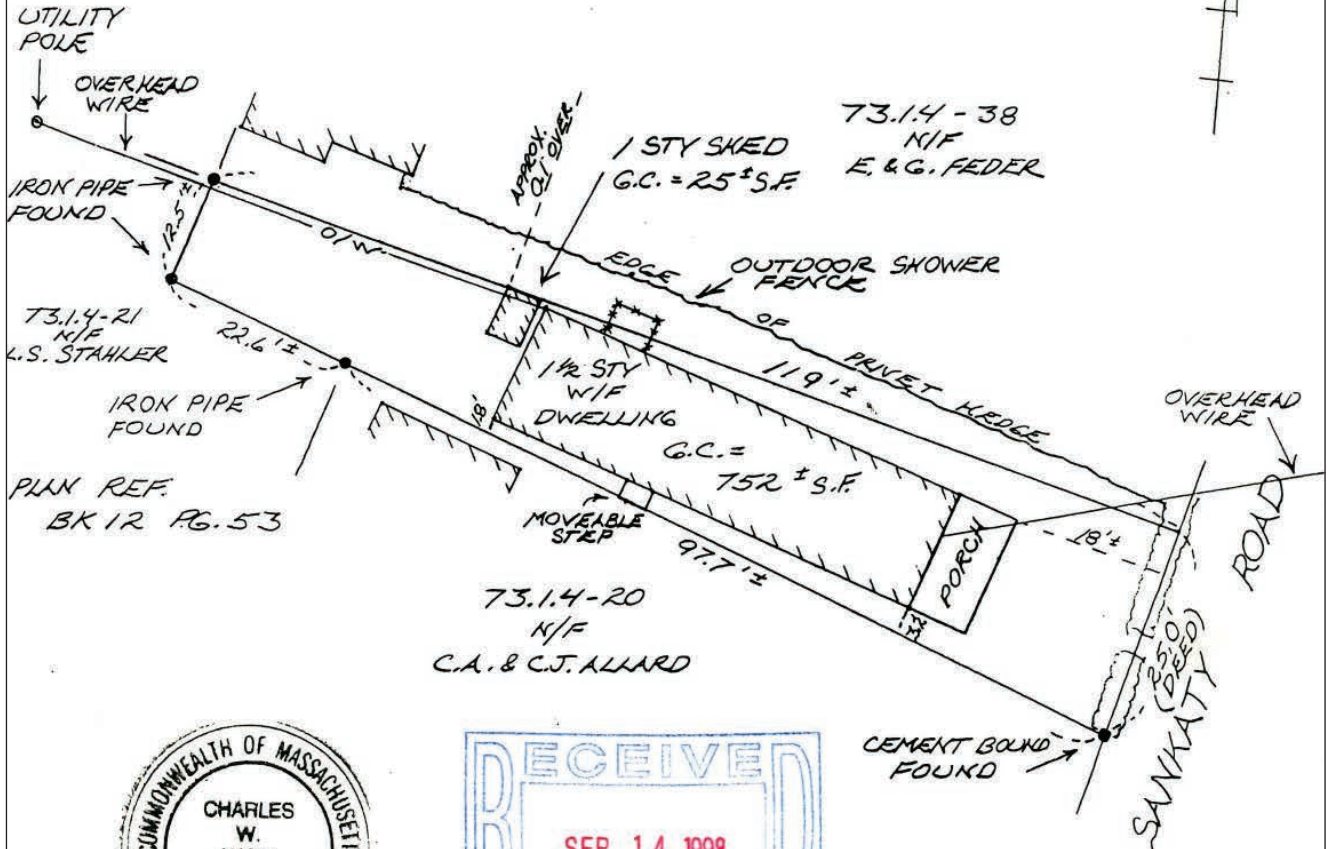 UTILITY
POLE
OVERHEAD
WIRE
IRON PIPE
FOUND
12.5'±
O/W
APPROX.
0.1' OVER
1 STY SHED
G.C. = 25± S.F.
73.1.4 - 38
N/F
E. & G. FEDER
EDGE OF PRIVET HEDGE
OUTDOOR SHOWER
FENCE
73.1.4-21
N/F
L.S. STAHLER
22.6'±
IRON PIPE
FOUND
PLAN REF.
BK 12 PG. 53
1½ STY
W/F
DWELLING
G.C. =
752 ± S.F.
119'±
MOVEABLE
STEP
97.7'±
PORCH
18'±
OVERHEAD
WIRE
73.1.4-20
N/F
C.A. & C.J. ALLARD
25.0
(DEED)
SANKATY ROAD
CEMENT BOUND
FOUND
COMMONWEALTH OF MASSACHUSETT
CHARLES
W.
RECEIVED
SEP 14 1998